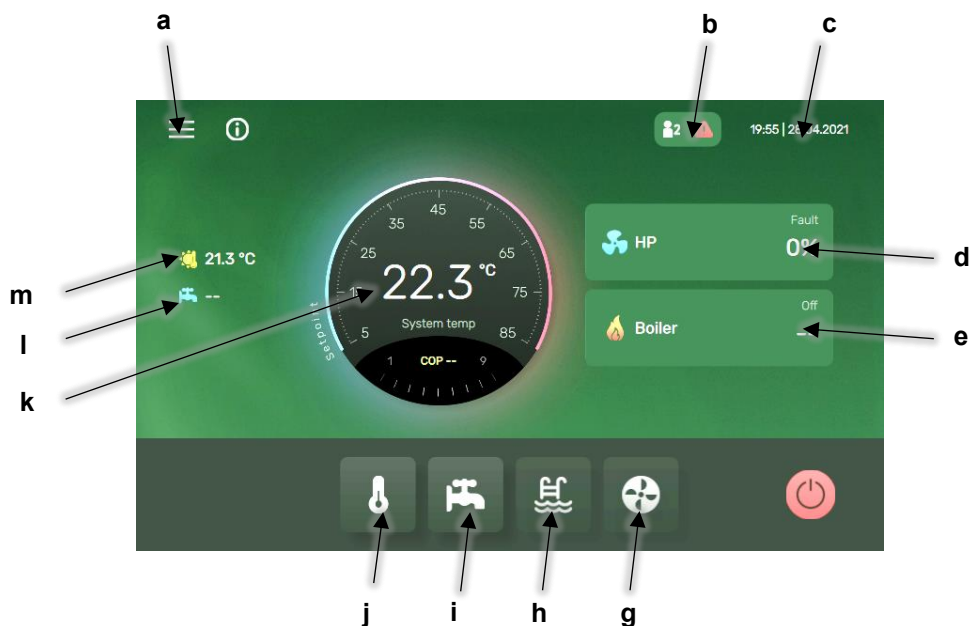 a
b
c
2
19:55 | 28.04.2021
5
15
25
35
45
55
65
75
85
22.3 °C
System temp
Setpoint
1 COP -- 9
21.3 °C
--
Fault
HP 0%
Off
Boiler --
m
l
k
d
e
j
i
h
g